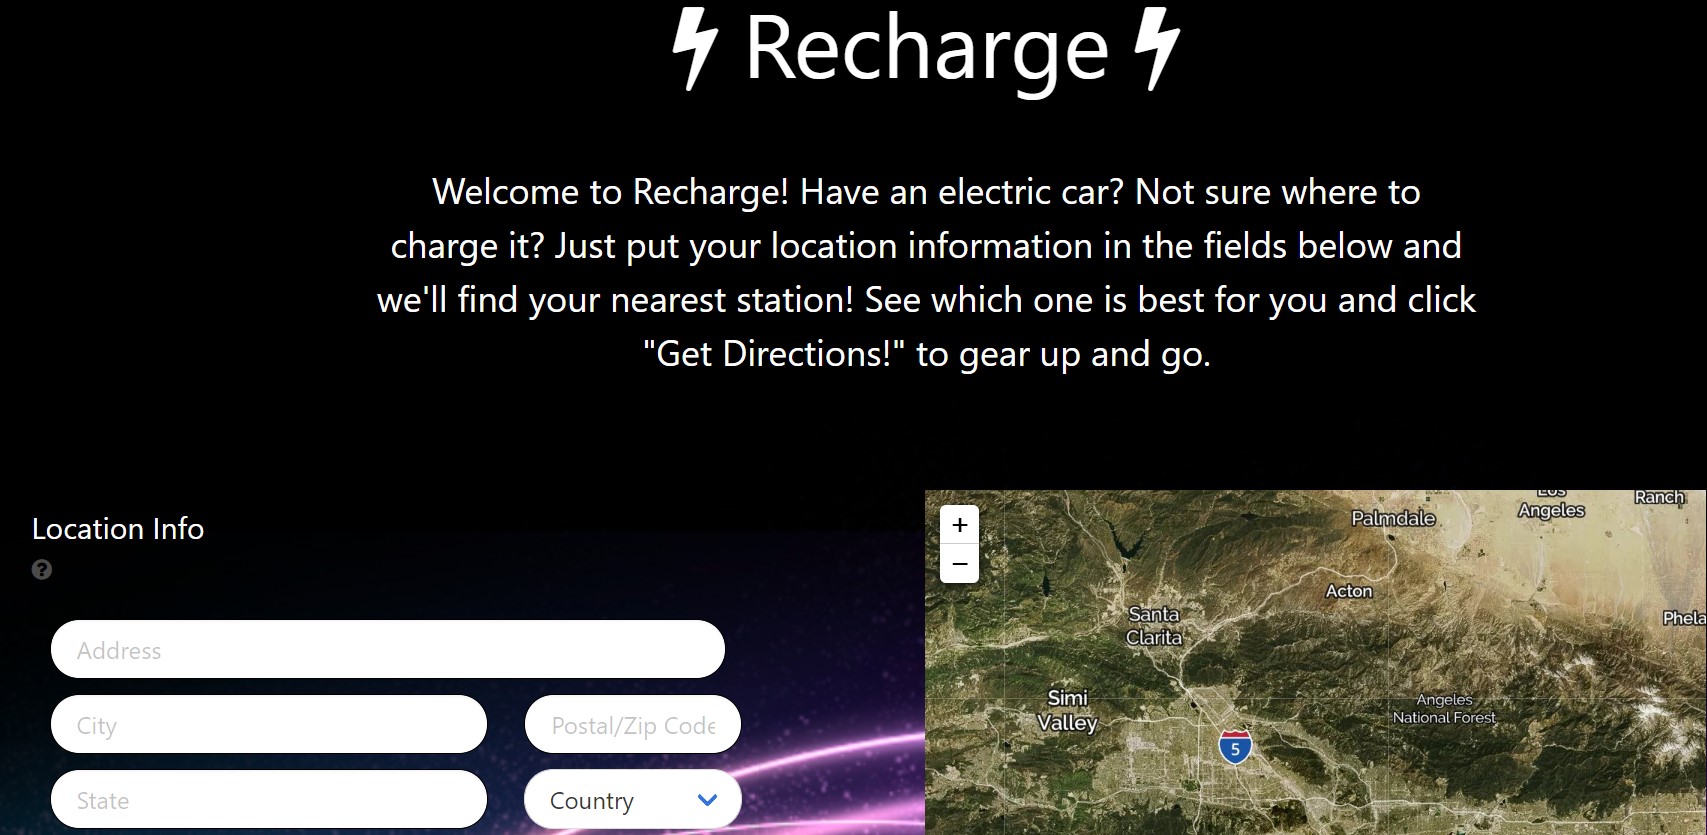 Recharge
Welcome to Recharge! Have an electric car? Not sure where to
charge it? Just put your location information in the fields below and
we'll find your nearest station! See which one is best for you and click
"Get Directions!" to gear up and go.
Location Info
?
Address
City
Postal/Zip Code
State
Country
+
−
Los
Angeles
Ranch
Palmdale
Acton
Santa
Clarita
Simi
Valley
Angeles
National Forest
5